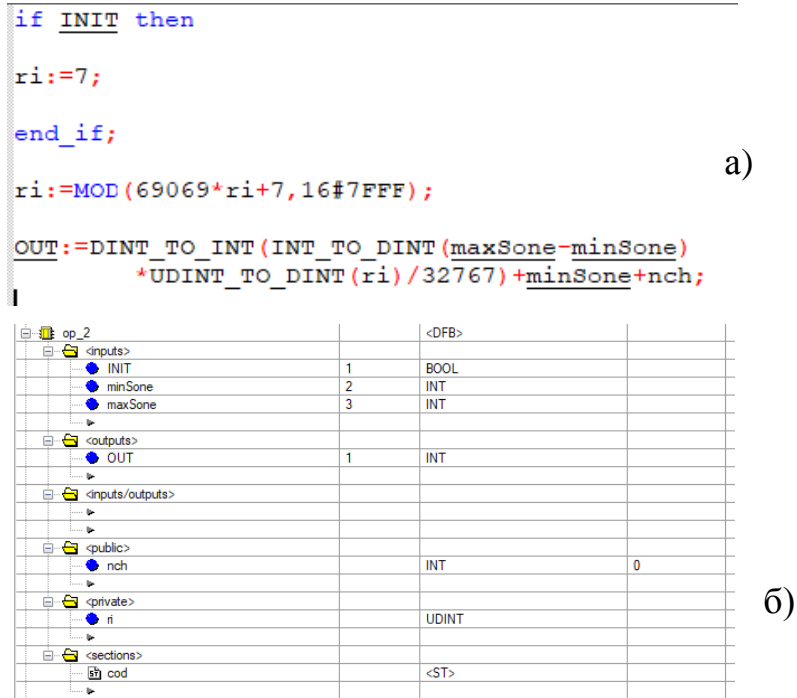 if INIT then
ri:=7;
end_if;
а)
ri:=MOD(69069*ri+7,16#7FFF);
OUT:=DINT_TO_INT(INT_TO_DINT(maxSone-minSone)
*UDINT_TO_DINT(ri)/32767)+minSone+nch;
op_2 <DFB>
<inputs>
INIT 1 BOOL
minSone 2 INT
maxSone 3 INT
<outputs>
OUT 1 INT
<inputs/outputs>
<public>
nch INT 0
<private>
ri UDINT
б)
<sections>
cod <ST>